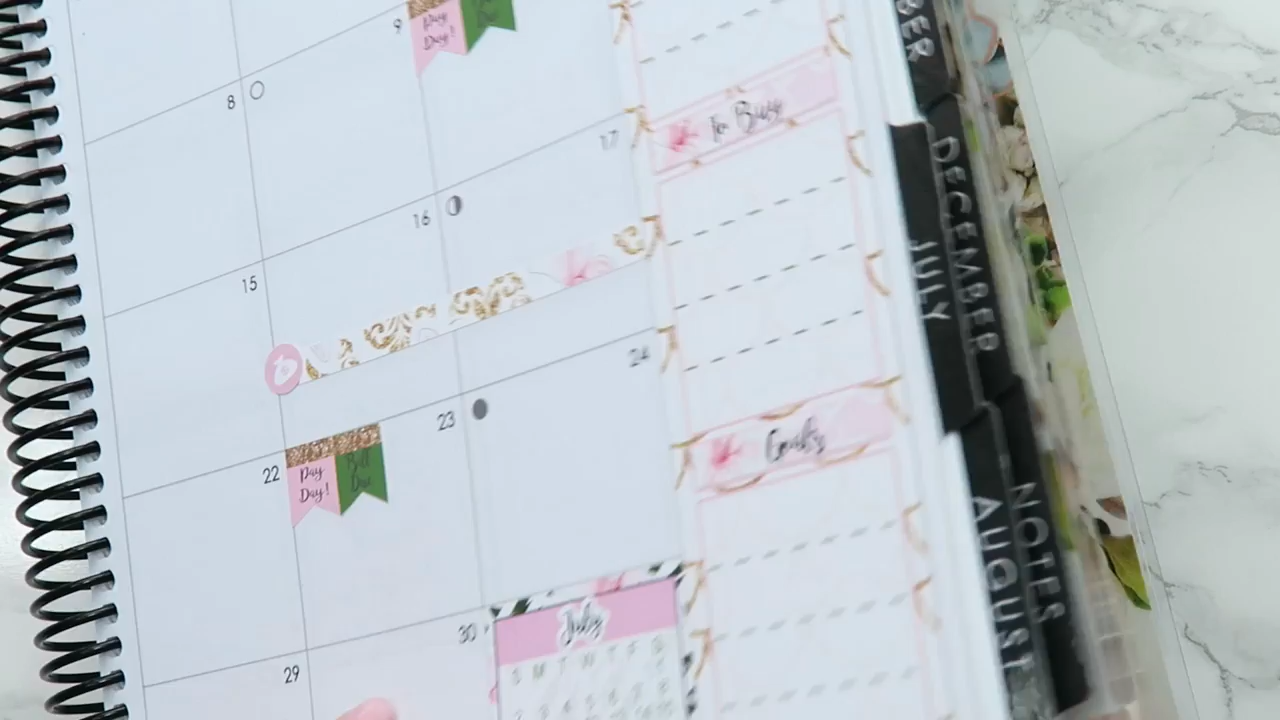 9
Pay
Day!
8
To Buy
17
16
15
24
23
22
Pay
Day!
Bill
Due
Goals
30
July
S M T W T F S
29
BER
DECEMBER
JULY
NOTES
AUGUST